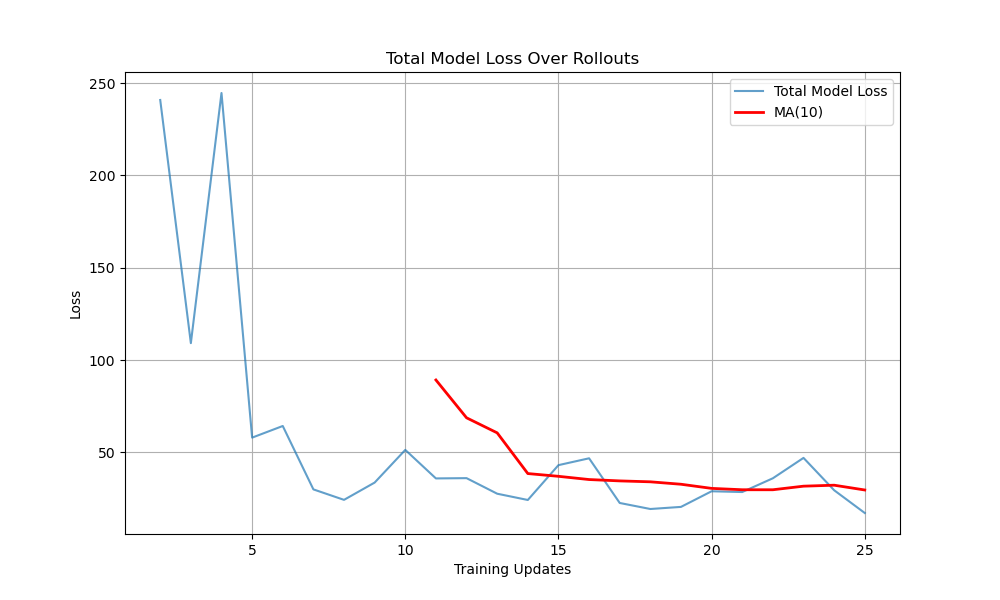 Total Model Loss Over Rollouts
Total Model Loss
MA(10)
Loss
250
200
150
100
50
5 10 15 20 25
Training Updates